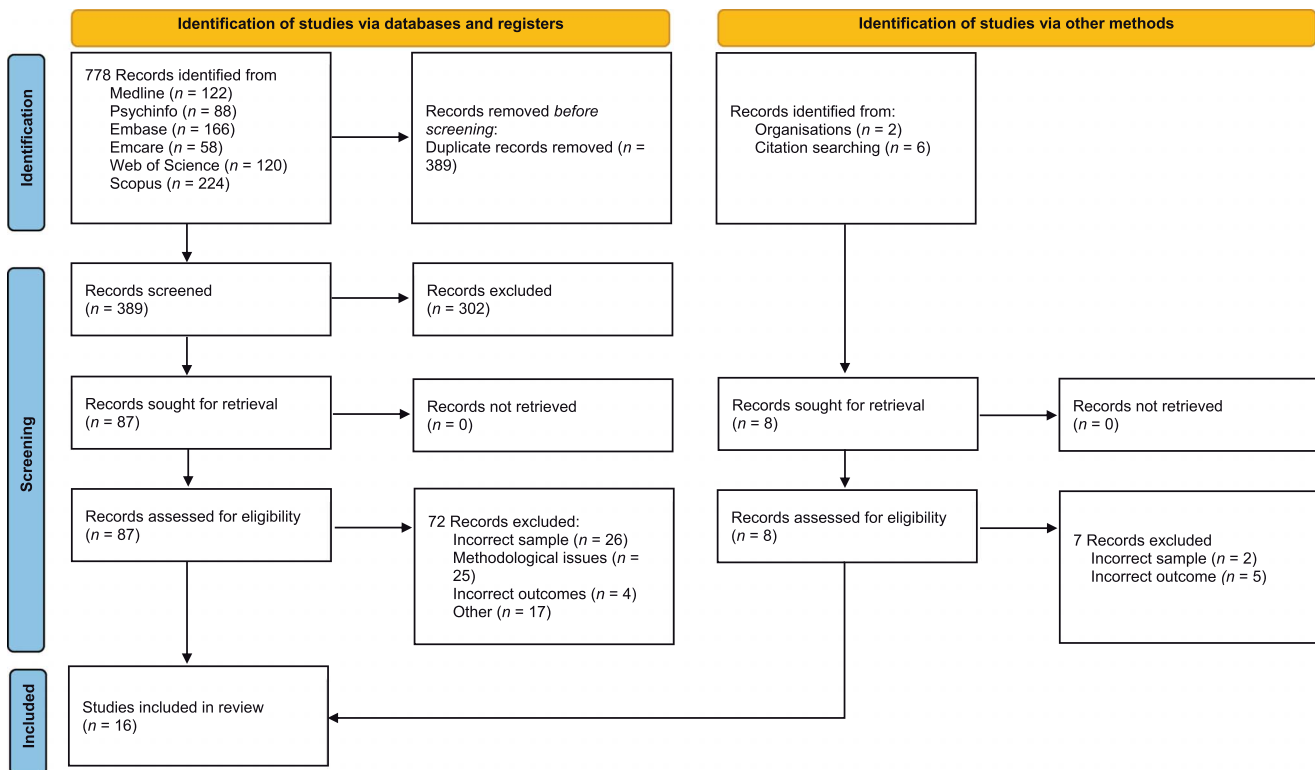 Identification of studies via databases and registers
Identification of studies via other methods
Identification
778 Records identified from
Medline (n = 122)
Psychinfo (n = 88)
Embase (n = 166)
Emcare (n = 58)
Web of Science (n = 120)
Scopus (n = 224)
Records removed before
screening:
Duplicate records removed (n =
389)
Records identified from:
Organisations (n = 2)
Citation searching (n = 6)
Screening
Records screened
(n = 389)
Records excluded
(n = 302)
Records sought for retrieval
(n = 87)
Records not retrieved
(n = 0)
Records sought for retrieval
(n = 8)
Records not retrieved
(n = 0)
Records assessed for eligibility
(n = 87)
72 Records excluded:
Incorrect sample (n = 26)
Methodological issues (n =
25)
Incorrect outcomes (n = 4)
Other (n = 17)
Records assessed for eligibility
(n = 8)
7 Records excluded
Incorrect sample (n = 2)
Incorrect outcome (n = 5)
Included
Studies included in review
(n = 16)